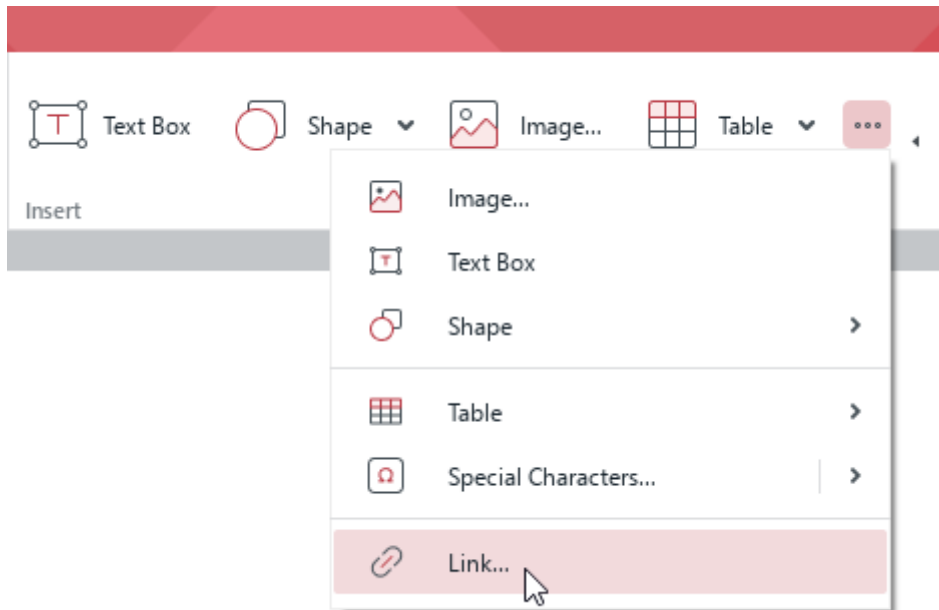 Text Box Shape Image... Table
Insert
Image...
Text Box
Shape
Table
Special Characters...
Link...